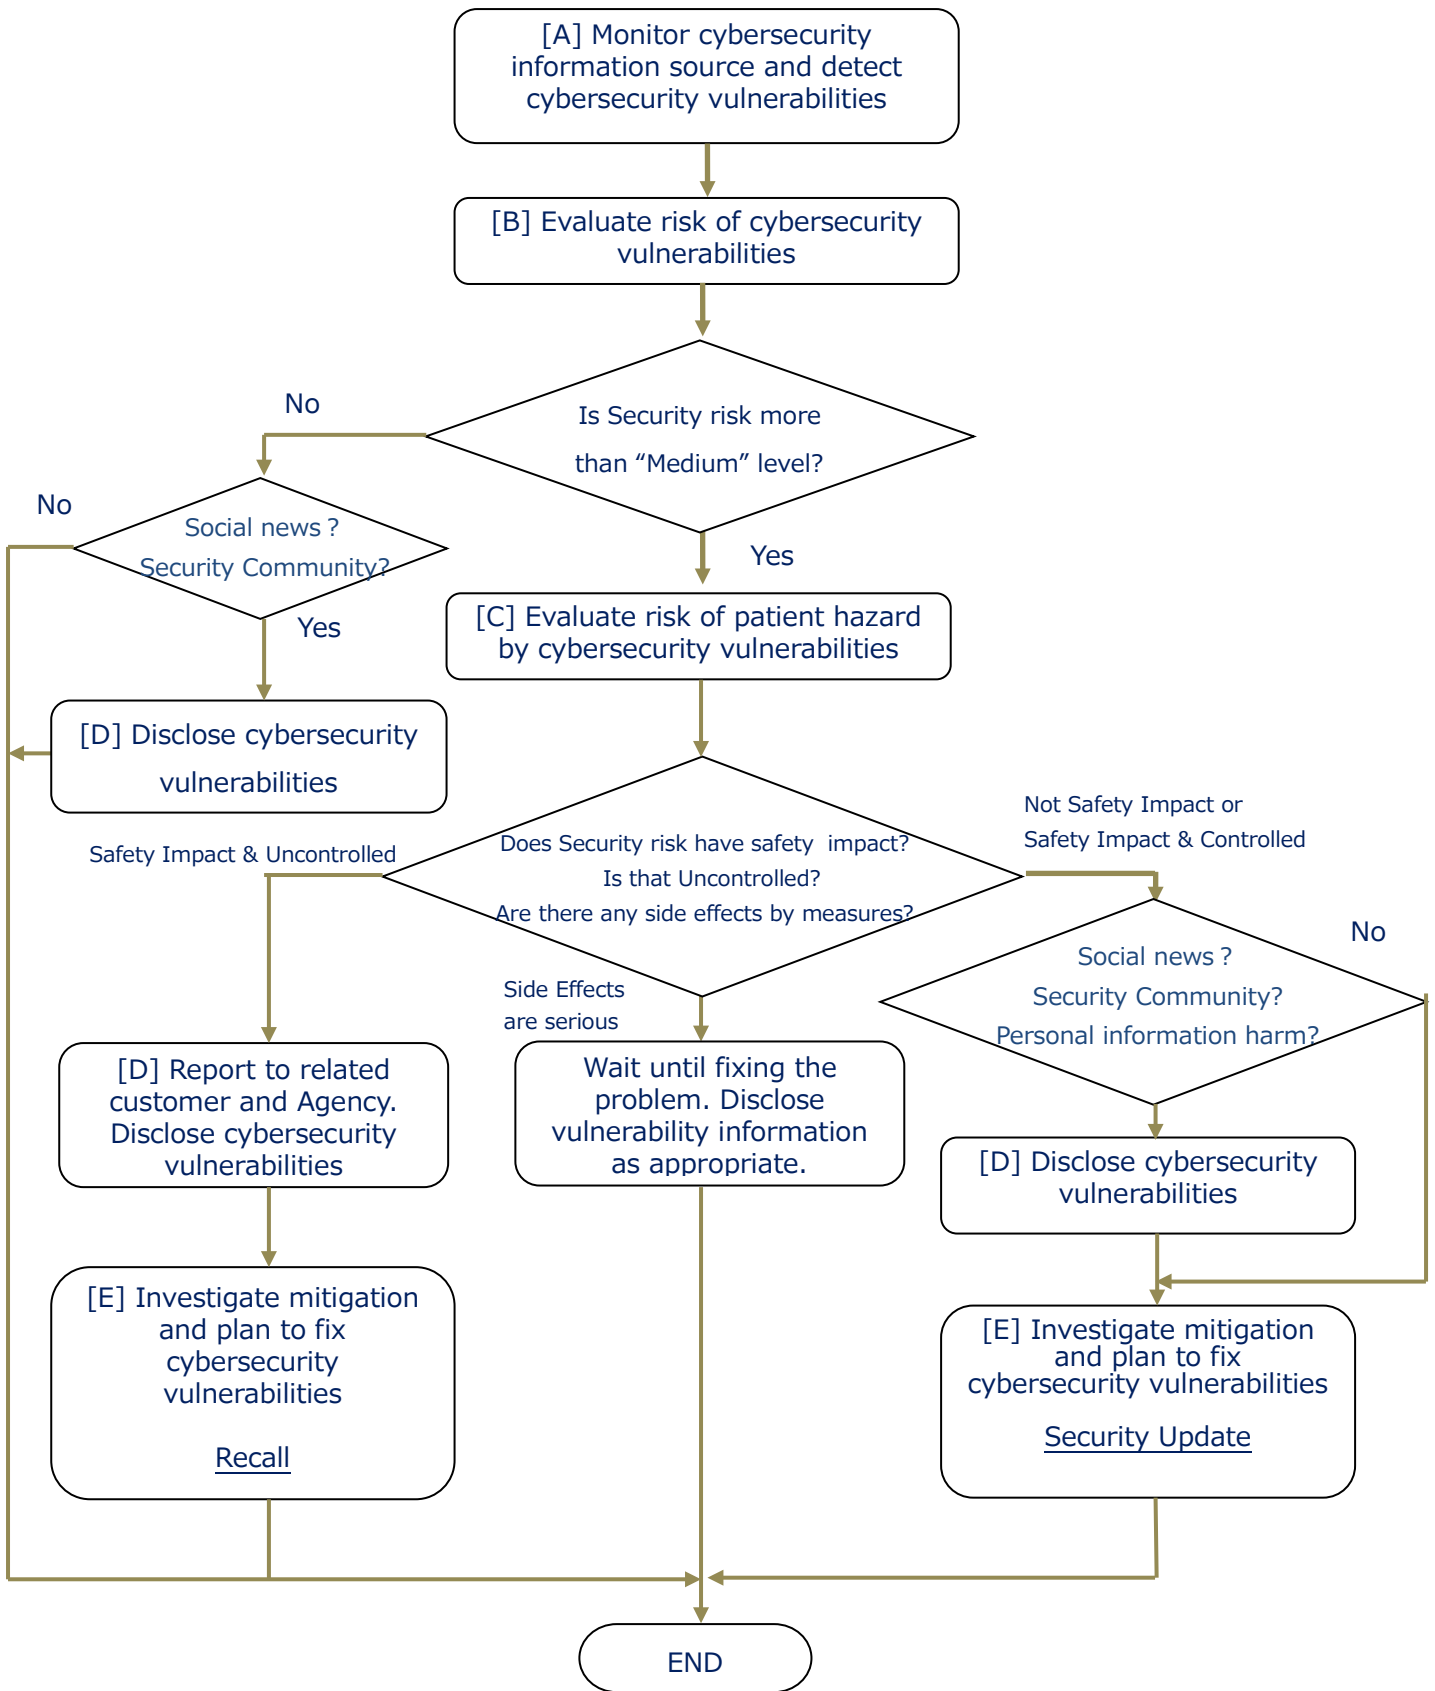 [A] Monitor cybersecurity
information source and detect
cybersecurity vulnerabilities
[B] Evaluate risk of cybersecurity
vulnerabilities
No
Is Security risk more
than “Medium” level?
No
Social news ?
Security Community?
Yes
Yes
[C] Evaluate risk of patient hazard
by cybersecurity vulnerabilities
[D] Disclose cybersecurity
vulnerabilities
Not Safety Impact or
Safety Impact & Controlled
Safety Impact & Uncontrolled
Does Security risk have safety impact?
Is that Uncontrolled?
Are there any side effects by measures?
No
Social news ?
Security Community?
Personal information harm?
Side Effects
are serious
[D] Report to related
customer and Agency.
Disclose cybersecurity
vulnerabilities
Wait until fixing the
problem. Disclose
vulnerability information
as appropriate.
[D] Disclose cybersecurity
vulnerabilities
[E] Investigate mitigation
and plan to fix
cybersecurity
vulnerabilities
Recall
[E] Investigate mitigation
and plan to fix
cybersecurity vulnerabilities
Security Update
END